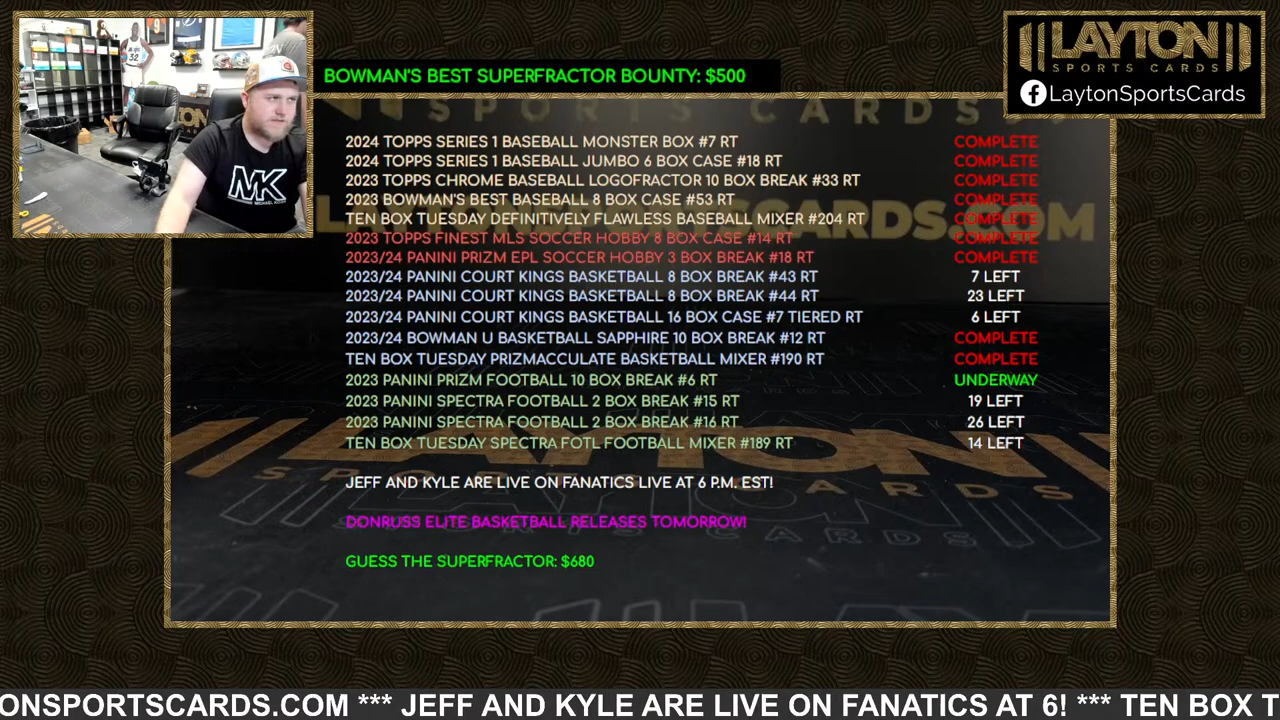 BOWMAN'S BEST SUPERFRACTOR BOUNTY: $500
LAYTON
SPORTS CARDS
LaytonSportsCards
SPORTS CARDS
2024 TOPPS SERIES 1 BASEBALL MONSTER BOX #7 RT COMPLETE
2024 TOPPS SERIES 1 BASEBALL JUMBO 6 BOX CASE #18 RT COMPLETE
2023 TOPPS CHROME BASEBALL LOGOFRACTOR 10 BOX BREAK #33 RT COMPLETE
2023 BOWMAN'S BEST BASEBALL 8 BOX CASE #53 RT COMPLETE
TEN BOX TUESDAY DEFINITIVELY FLAWLESS BASEBALL MIXER #204 RT COMPLETE
2023 TOPPS FINEST MLS SOCCER HOBBY 8 BOX CASE #14 RT COMPLETE
2023/24 PANINI PRIZM EPL SOCCER HOBBY 3 BOX BREAK #18 RT COMPLETE
2023/24 PANINI COURT KINGS BASKETBALL 8 BOX BREAK #43 RT 7 LEFT
2023/24 PANINI COURT KINGS BASKETBALL 8 BOX BREAK #44 RT 23 LEFT
2023/24 PANINI COURT KINGS BASKETBALL 16 BOX CASE #7 TIERED RT 6 LEFT
2023/24 BOWMAN U BASKETBALL SAPPHIRE 10 BOX BREAK #12 RT COMPLETE
TEN BOX TUESDAY PRIZMACCULATE BASKETBALL MIXER #190 RT COMPLETE
2023 PANINI PRIZM FOOTBALL 10 BOX BREAK #6 RT UNDERWAY
2023 PANINI SPECTRA FOOTBALL 2 BOX BREAK #15 RT 19 LEFT
2023 PANINI SPECTRA FOOTBALL 2 BOX BREAK #16 RT 26 LEFT
TEN BOX TUESDAY SPECTRA FOTL FOOTBALL MIXER #189 RT 14 LEFT
LAYTON
SPORTS CARDS
JEFF AND KYLE ARE LIVE ON FANATICS LIVE AT 6 P.M. EST!
DONRUSS ELITE BASKETBALL RELEASES TOMORROW!
GUESS THE SUPERFRACTOR: $680
MK
32
ONSPORTSCARDS.COM *** JEFF AND KYLE ARE LIVE ON FANATICS AT 6! *** TEN BOX T